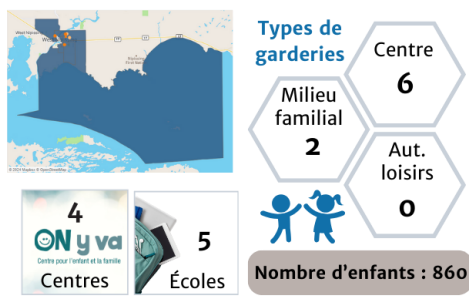 Types de
garderies
Centre
6
Milieu
familial
2
Aut.
loisirs
0
4
ON y va
Centre pour l'enfant et la famille
Centres
5
Écoles
Nombre d'enfants : 860